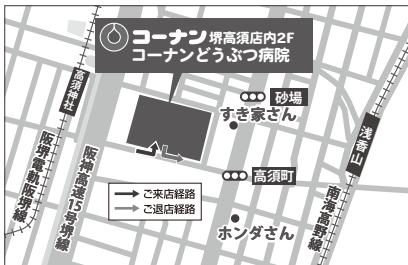 コーナン 堺高須店内2F
コーナンどうぶつ病院
高須神社
砂場
すき家さん
浅香山
阪堺電軌阪堺線
阪神高速15号堺線
高須町
ご来店経路
ご退店経路
ホンダさん
南海高野線